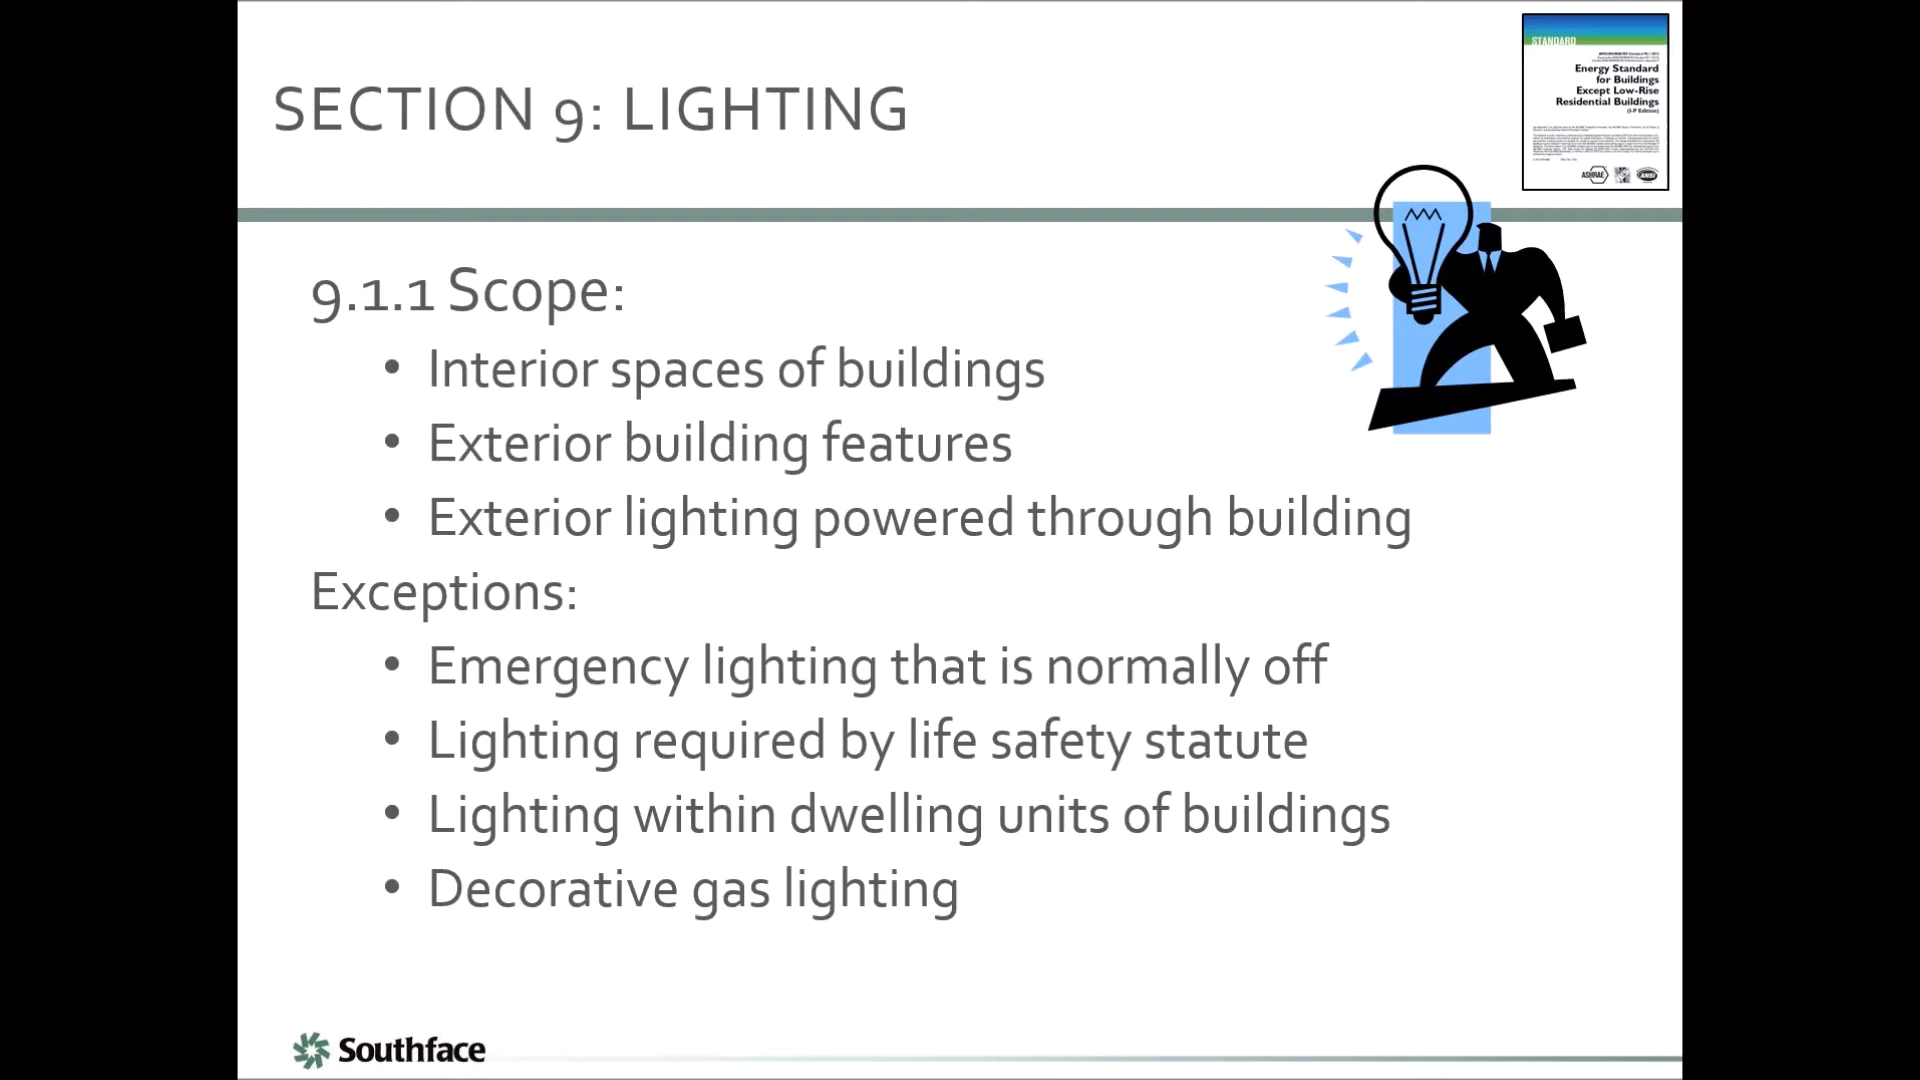 SECTION 9: LIGHTING
STANDARD
Energy Standard
for Buildings
Except Low-Rise
Residential Buildings
(I-P Edition)
ASHRAE
ANSI
9.1.1 Scope:
• Interior spaces of buildings
• Exterior building features
• Exterior lighting powered through building
Exceptions:
• Emergency lighting that is normally off
• Lighting required by life safety statute
• Lighting within dwelling units of buildings
• Decorative gas lighting
Southface